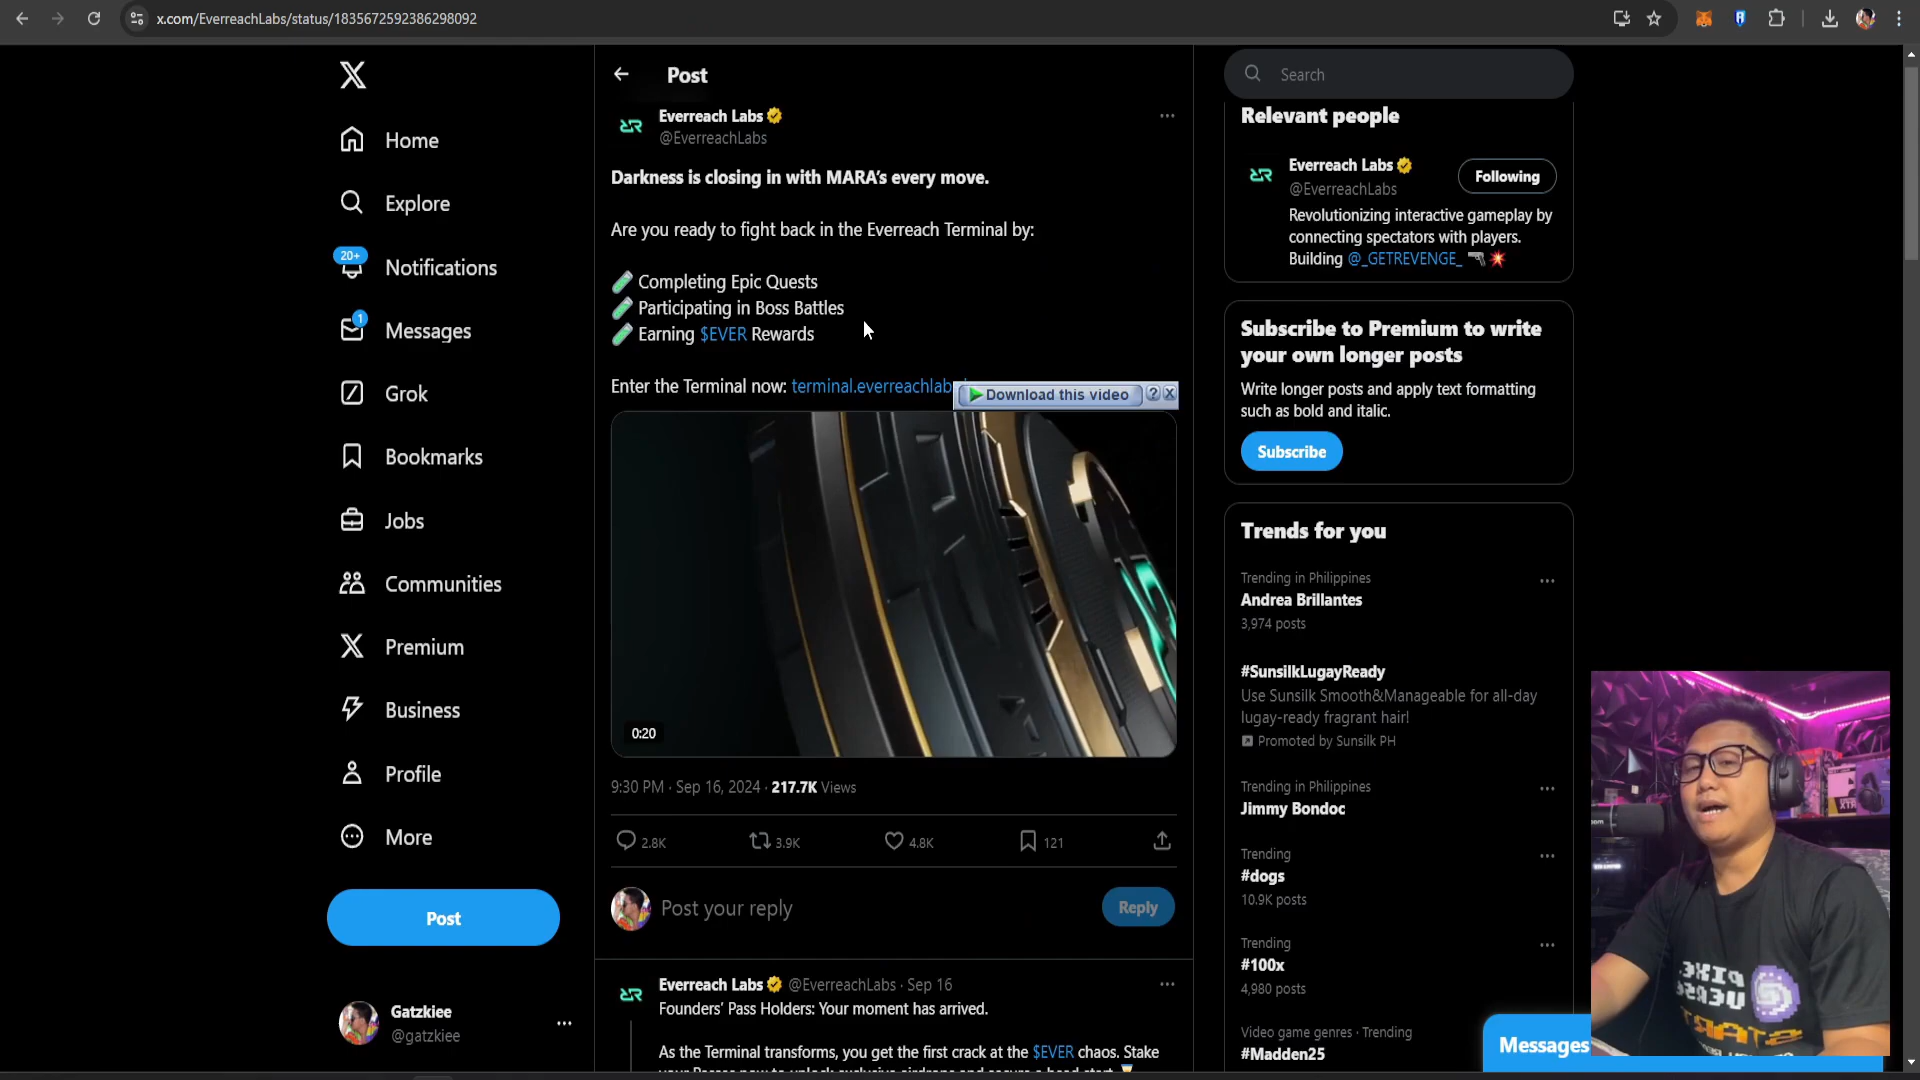 x.com/EverreachLabs/status/1835672592386298092
Home
Explore
20+
Notifications
1
Messages
Grok
Bookmarks
Jobs
Communities
Premium
Business
Profile
More
Post
Gatzkiee
@gatzkiee
Post
Everreach Labs
@EverreachLabs
Darkness is closing in with MARA's every move.
Are you ready to fight back in the Everreach Terminal by:
Completing Epic Quests
Participating in Boss Battles
Earning $EVER Rewards
Enter the Terminal now: terminal.everreachlab
Download this video
0:20
9:30 PM · Sep 16, 2024 · 217.7K Views
2.8K
3.9K
4.8K
121
Post your reply
Reply
Everreach Labs @EverreachLabs · Sep 16
Founders' Pass Holders: Your moment has arrived.
As the Terminal transforms, you get the first crack at the $EVER chaos. Stake
Search
Relevant people
Everreach Labs
@EverreachLabs
Following
Revolutionizing interactive gameplay by
connecting spectators with players.
Building @_GETREVENGE_
Subscribe to Premium to write
your own longer posts
Write longer posts and apply text formatting
such as bold and italic.
Subscribe
Trends for you
Trending in Philippines
Andrea Brillantes
3,974 posts
#SunsilkLugayReady
Use Sunsilk Smooth&Manageable for all-day
lugay-ready fragrant hair!
Promoted by Sunsilk PH
Trending in Philippines
Jimmy Bondoc
Trending
#dogs
10.9K posts
Trending
#100x
4,980 posts
Video game genres · Trending
#Madden25
Messages